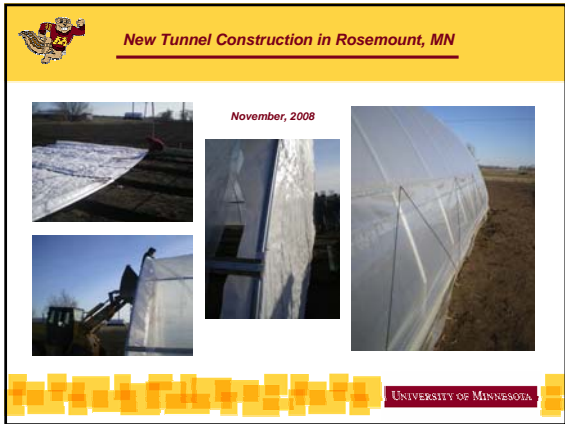 New Tunnel Construction in Rosemount, MN
November, 2008
UNIVERSITY OF MINNESOTA